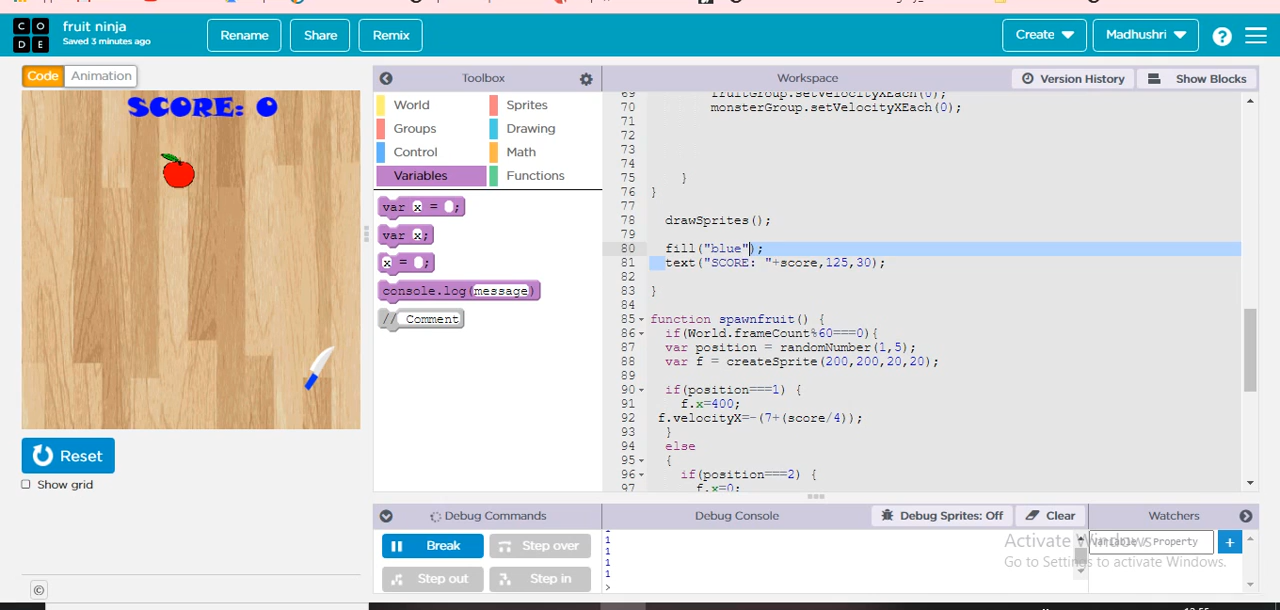 C O
D E
fruit ninja
Saved 3 minutes ago
Rename
Share
Remix
Create
Madhushri
?
Code
Animation
Toolbox
Workspace
Version History
Show Blocks
SCORE: 0
World
Sprites
Groups
Drawing
Control
Math
Variables
Functions
var x = ;
var x;
x = ;
console.log(message)
// Comment
69 fruitGroup.setVelocityXEach(0);
70 monsterGroup.setVelocityXEach(0);
71
72
73
74
75 }
76 }
77
78 drawSprites();
79
80 fill("blue");
81 text("SCORE: "+score,125,30);
82
83 }
84
85 function spawnfruit() {
86 if(World.frameCount%60===0){
87 var position = randomNumber(1,5);
88 var f = createSprite(200,200,20,20);
89
90 if(position===1) {
91 f.x=400;
92 f.velocityX=-(7+(score/4));
93 }
94 else
95 {
96 if(position===2) {
97 f.x=0;
Reset
Show grid
Debug Commands
Debug Console
Debug Sprites: Off
Clear
Watchers
Break
Step over
Step out
Step in
1
1
1
1
>
Variable / Property
+
Activate Windows
Go to Settings to activate Windows.
©